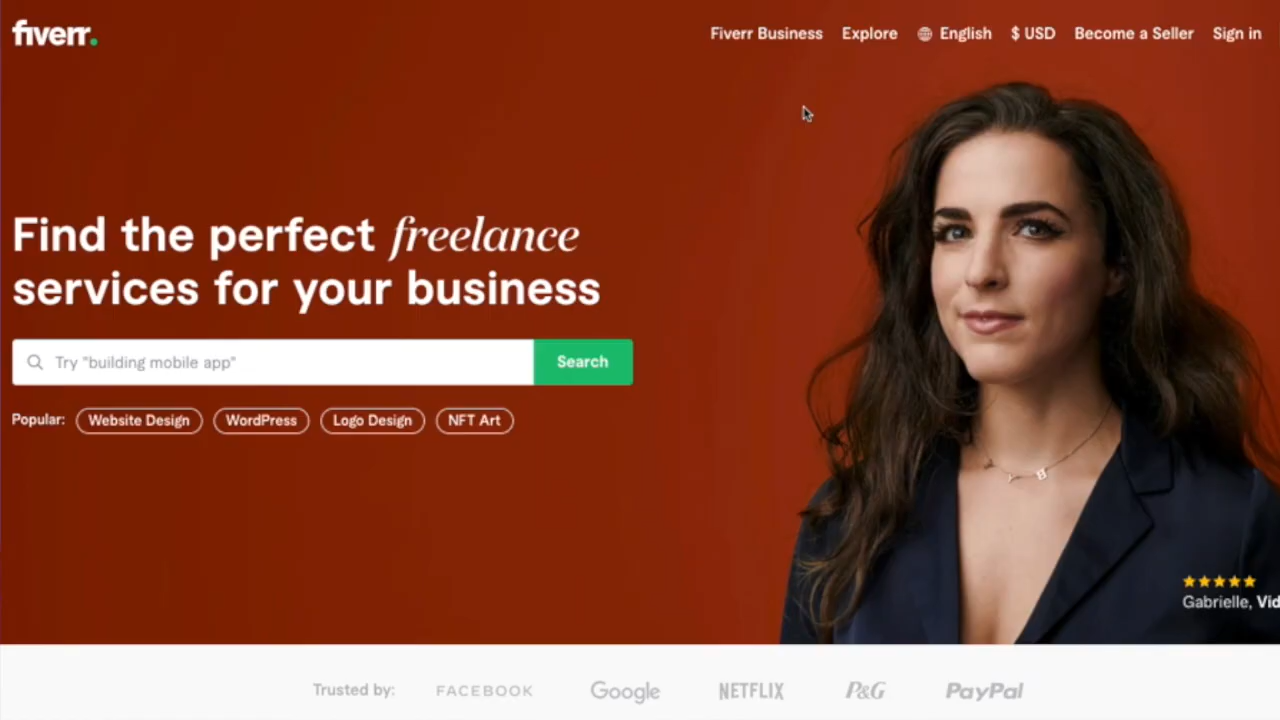 fiverr.
Fiverr Business Explore English $ USD Become a Seller Sign in
Find the perfect freelance
services for your business
Try "building mobile app"
Search
Popular: Website Design WordPress Logo Design NFT Art
★★★★★
Gabrielle, Vid
Trusted by: FACEBOOK Google NETFLIX P&G PayPal